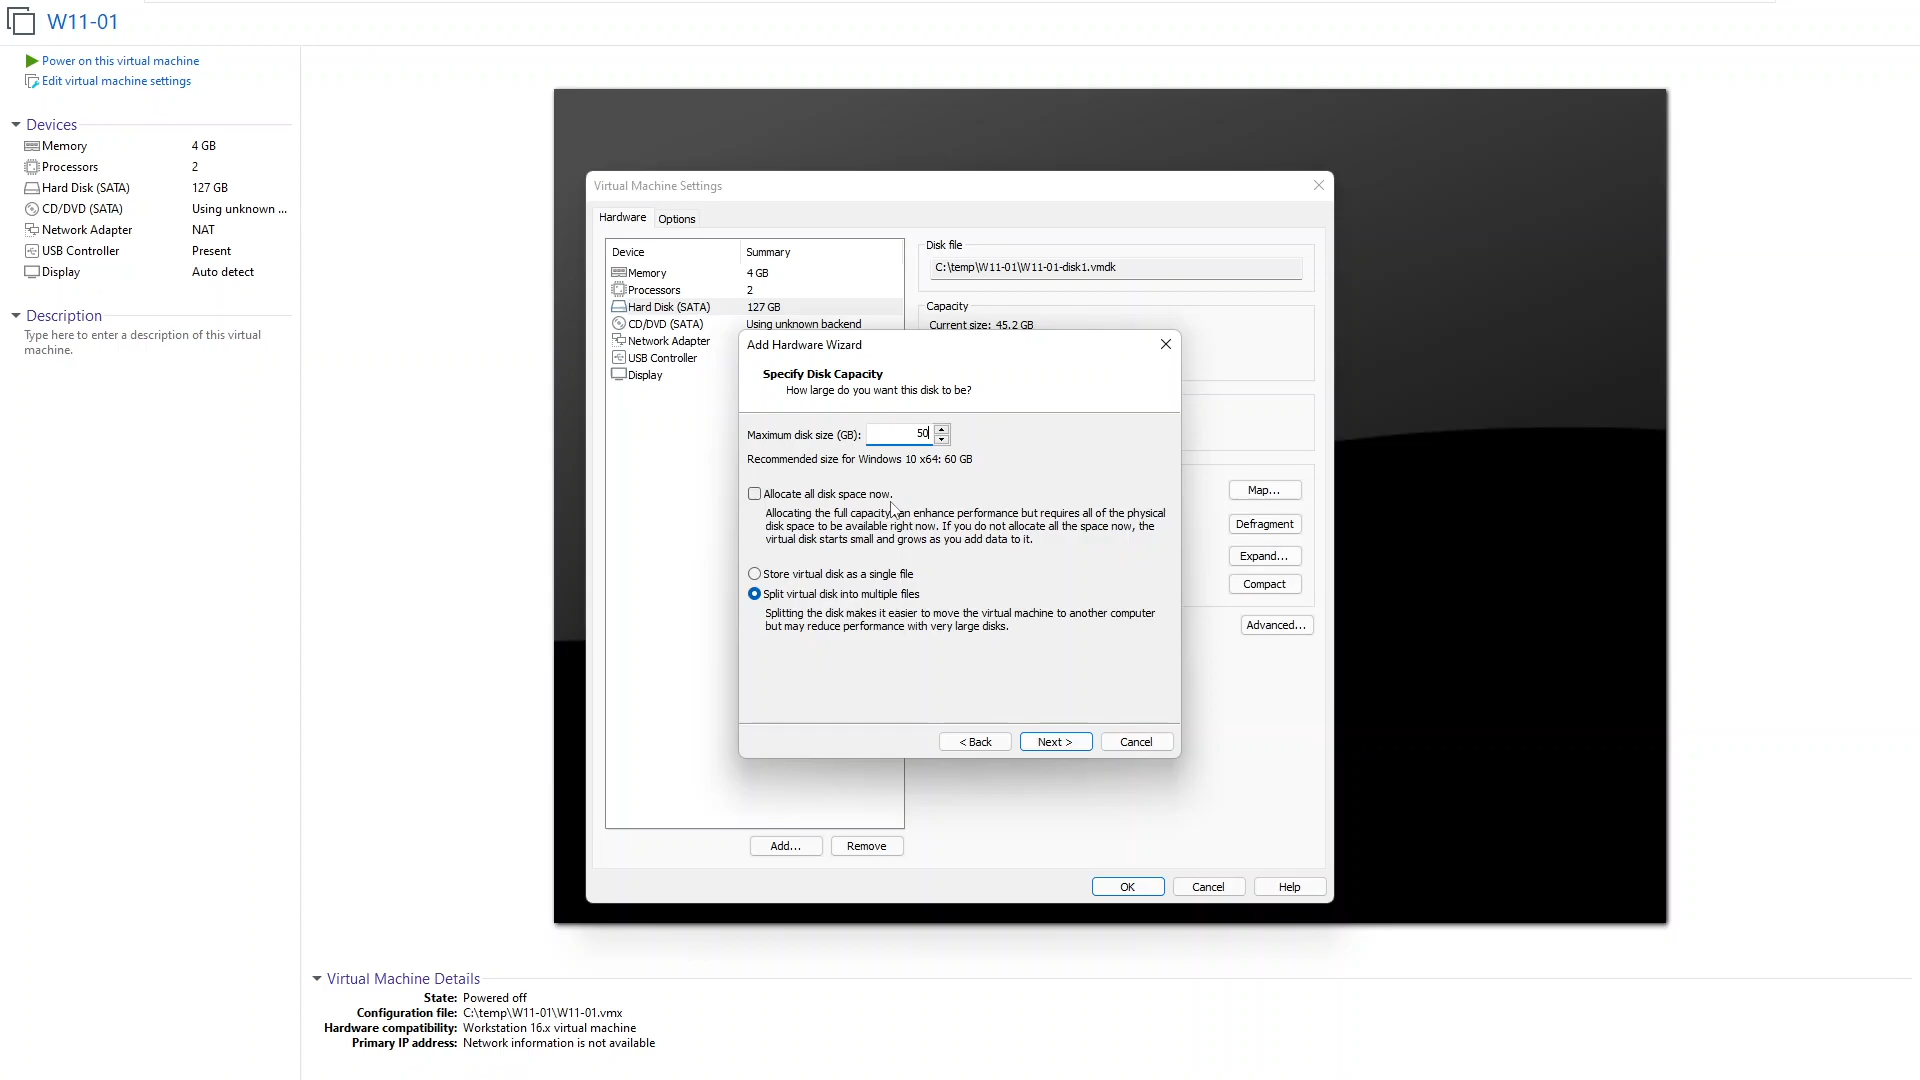 W11-01
Power on this virtual machine
Edit virtual machine settings
Devices
Memory 4 GB
Processors 2
Hard Disk (SATA) 127 GB
CD/DVD (SATA) Using unknown ...
Network Adapter NAT
USB Controller Present
Display Auto detect
Description
Type here to enter a description of this virtual
machine.
Virtual Machine Settings
Hardware Options
Device Summary
Memory 4 GB
Processors 2
Hard Disk (SATA) 127 GB
CD/DVD (SATA) Using unknown backend
Network Adapter
USB Controller
Display
Disk file
C:\temp\W11-01\W11-01-disk1.vmdk
Capacity
Current size: 45.2 GB
Add Hardware Wizard
Specify Disk Capacity
How large do you want this disk to be?
Maximum disk size (GB): 50
Recommended size for Windows 10 x64: 60 GB
Allocate all disk space now.
Allocating the full capacity an enhance performance but requires all of the physical
disk space to be available right now. If you do not allocate all the space now, the
virtual disk starts small and grows as you add data to it.
Store virtual disk as a single file
Split virtual disk into multiple files
Splitting the disk makes it easier to move the virtual machine to another computer
but may reduce performance with very large disks.
< Back Next > Cancel
Map...
Defragment
Expand...
Compact
Advanced...
Add... Remove
OK Cancel Help
Virtual Machine Details
State: Powered off
Configuration file: C:\temp\W11-01\W11-01.vmx
Hardware compatibility: Workstation 16.x virtual machine
Primary IP address: Network information is not available